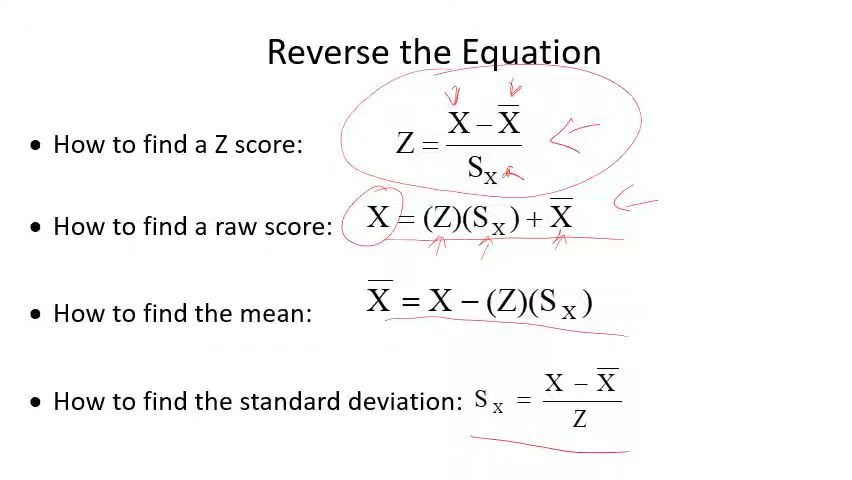 Reverse the Equation
• How to find a Z score: Z = (X − X̅) / S_X
• How to find a raw score: X = (Z)(S_X) + X̅
• How to find the mean: X̅ = X − (Z)(S_X)
• How to find the standard deviation: S_X = (X − X̅) / Z